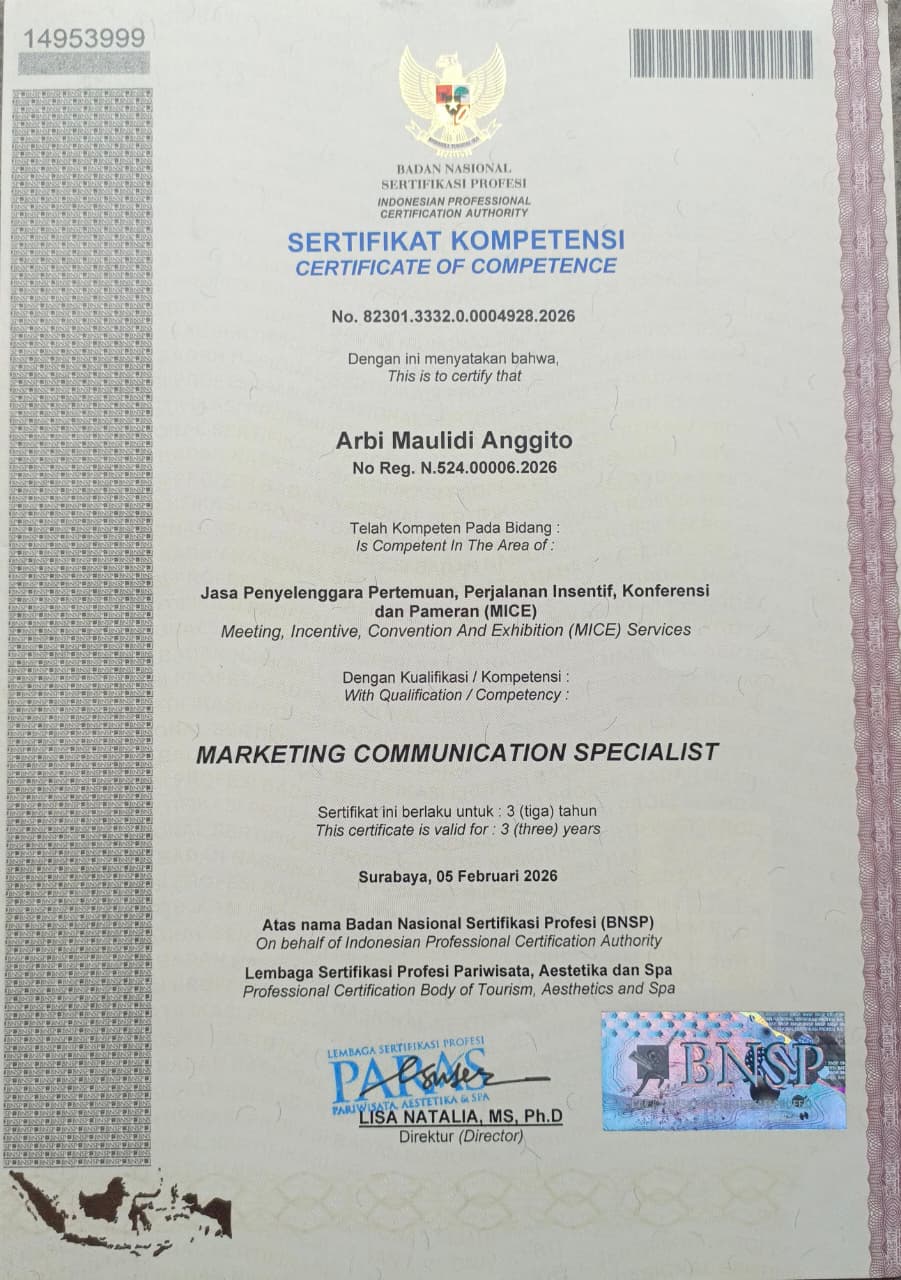 14953999
BADAN NASIONAL
SERTIFIKASI PROFESI
INDONESIAN PROFESSIONAL
CERTIFICATION AUTHORITY
SERTIFIKAT KOMPETENSI
CERTIFICATE OF COMPETENCE
No. 82301.3332.0.0004928.2026
Dengan ini menyatakan bahwa,
This is to certify that
Arbi Maulidi Anggito
No Reg. N.524.00006.2026
Telah Kompeten Pada Bidang :
Is Competent In The Area of :
Jasa Penyelenggara Pertemuan, Perjalanan Insentif, Konferensi
dan Pameran (MICE)
Meeting, Incentive, Convention And Exhibition (MICE) Services
Dengan Kualifikasi / Kompetensi :
With Qualification / Competency :
MARKETING COMMUNICATION SPECIALIST
Sertifikat ini berlaku untuk : 3 (tiga) tahun
This certificate is valid for : 3 (three) years
Surabaya, 05 Februari 2026
Atas nama Badan Nasional Sertifikasi Profesi (BNSP)
On behalf of Indonesian Professional Certification Authority
Lembaga Sertifikasi Profesi Pariwisata, Aestetika dan Spa
Professional Certification Body of Tourism, Aesthetics and Spa
LEMBAGA SERTIFIKASI PROFESI
PARAS
PARIWISATA, AESTETIKA & SPA
LISA NATALIA, MS, Ph.D
Direktur (Director)
BNSP